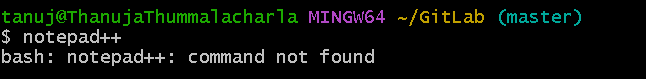 tanuj@ThanujaThummalacharla MINGW64 ~/GitLab (master)
$ notepad++
bash: notepad++: command not found